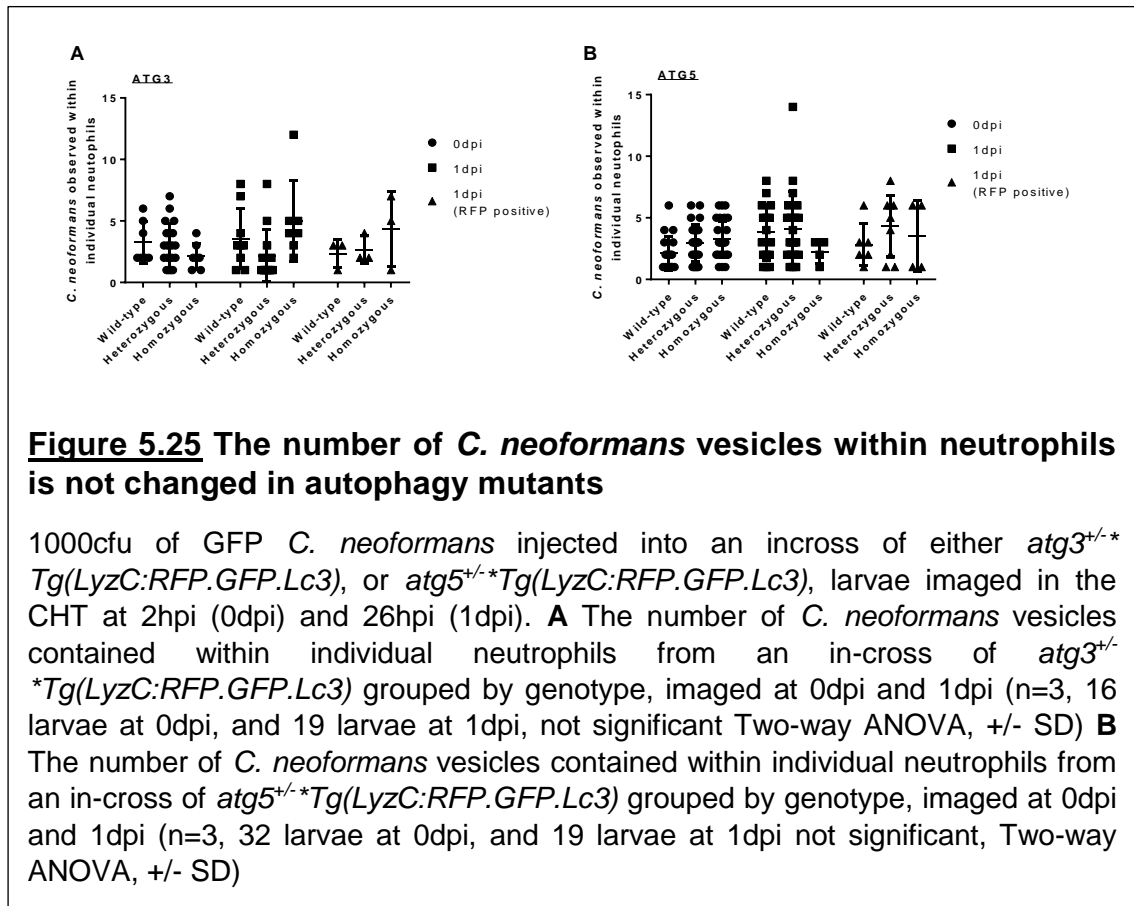 A
ATG3
C. neoformans observed within
individual neutophils
15
10
5
0
Wild-type
Heterozygous
Homozygous
Wild-type
Heterozygous
Homozygous
Wild-type
Heterozygous
Homozygous
0dpi
1dpi
1dpi
(RFP positive)
B
ATG5
C. neoformans observed within
individual neutrophils
15
10
5
0
Wild-type
Heterozygous
Homozygous
Wild-type
Heterozygous
Homozygous
Wild-type
Heterozygous
Homozygous
0dpi
1dpi
1dpi
(RFP positive)
Figure 5.25 The number of C. neoformans vesicles within neutrophils
is not changed in autophagy mutants
1000cfu of GFP C. neoformans injected into an incross of either atg3+/-*
Tg(LyzC:RFP.GFP.Lc3), or atg5+/-*Tg(LyzC:RFP.GFP.Lc3), larvae imaged in the
CHT at 2hpi (0dpi) and 26hpi (1dpi). A The number of C. neoformans vesicles
contained within individual neutrophils from an in-cross of atg3+/-
*Tg(LyzC:RFP.GFP.Lc3) grouped by genotype, imaged at 0dpi and 1dpi (n=3, 16
larvae at 0dpi, and 19 larvae at 1dpi, not significant Two-way ANOVA, +/- SD) B
The number of C. neoformans vesicles contained within individual neutrophils from
an in-cross of atg5+/-*Tg(LyzC:RFP.GFP.Lc3) grouped by genotype, imaged at 0dpi
and 1dpi (n=3, 32 larvae at 0dpi, and 19 larvae at 1dpi not significant, Two-way
ANOVA, +/- SD)